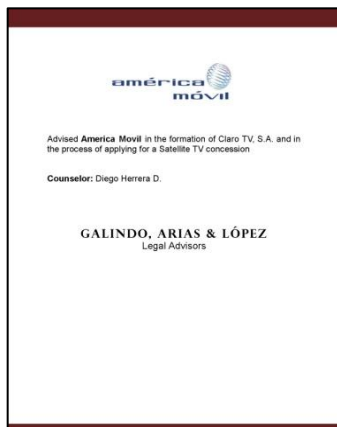 américa
móvil
Advised America Movil in the formation of Claro TV, S.A. and in
the process of applying for a Satellite TV concession
Counselor: Diego Herrera D.
GALINDO, ARIAS & LÓPEZ
Legal Advisors